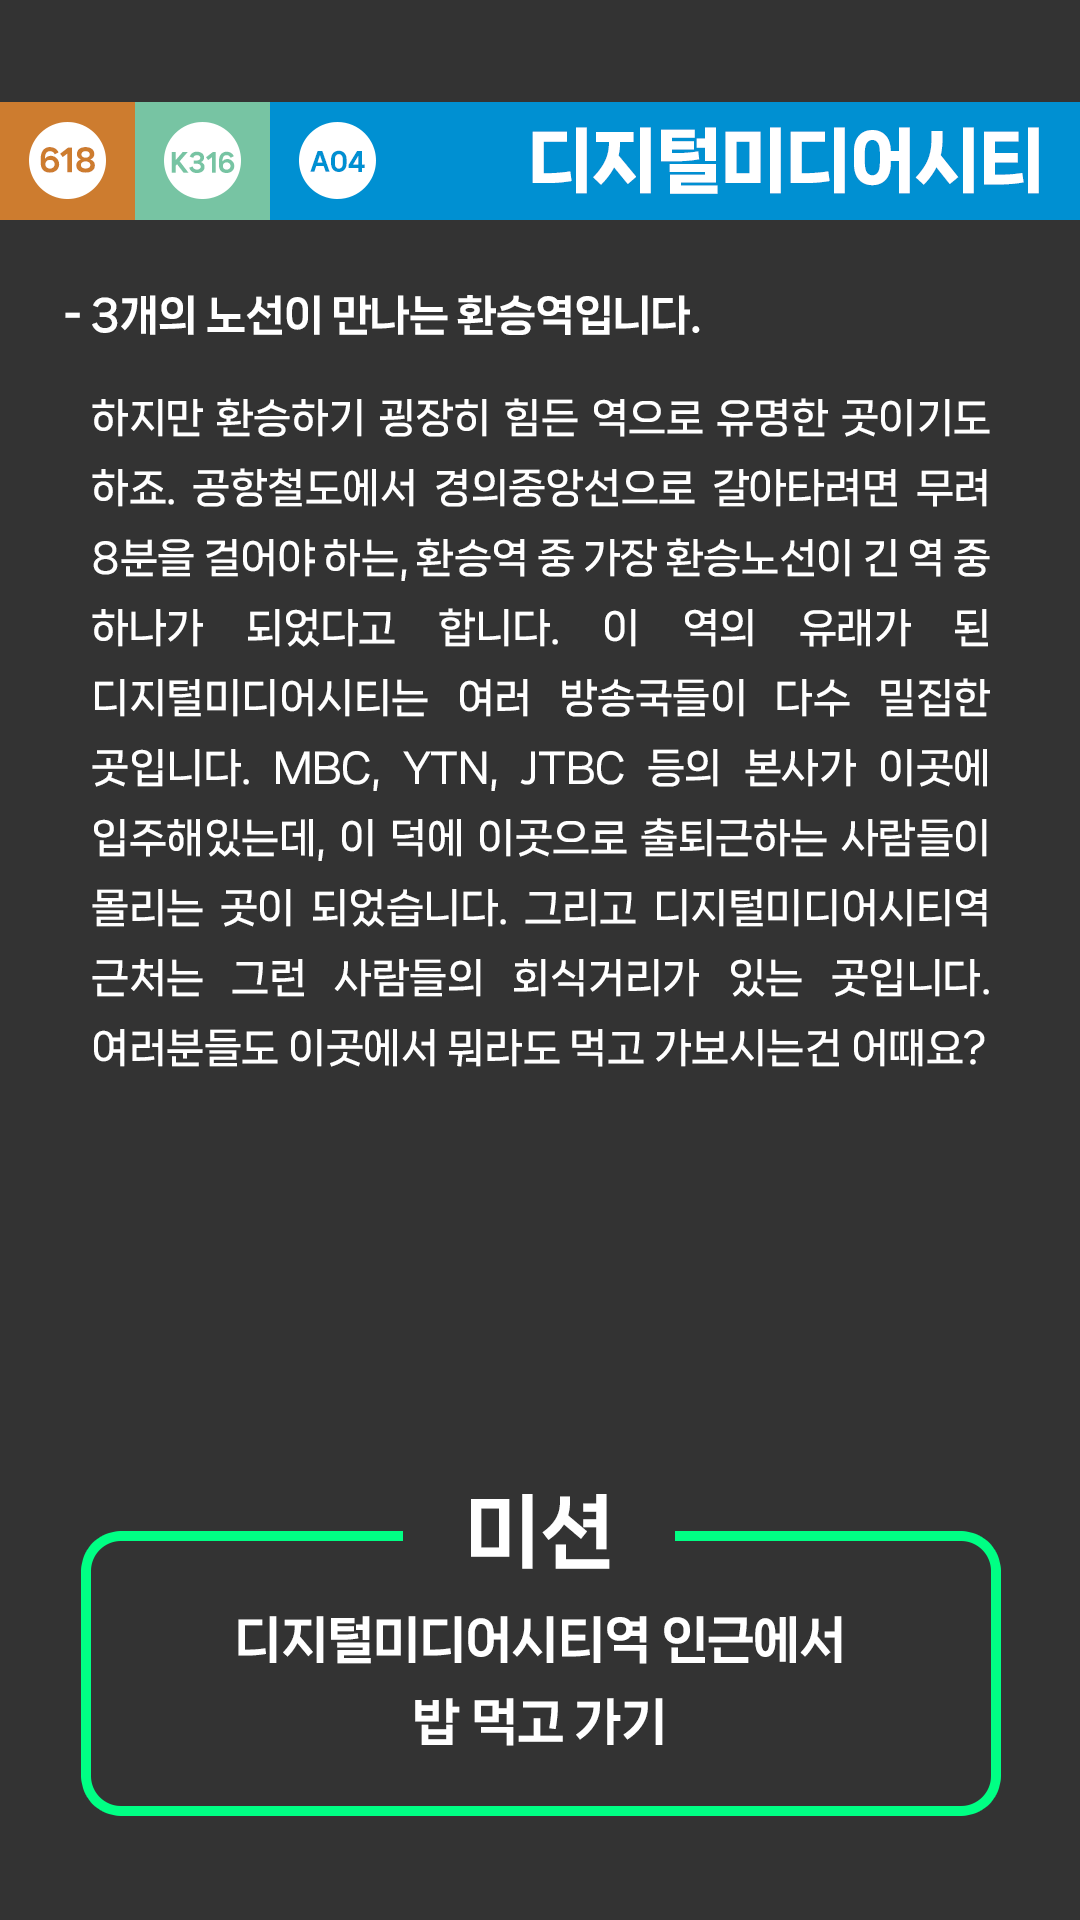 618 K316 A04 디지털미디어시티
- 3개의 노선이 만나는 환승역입니다.
하지만 환승하기 굉장히 힘든 역으로 유명한 곳이기도
하죠. 공항철도에서 경의중앙선으로 갈아타려면 무려
8분을 걸어야 하는, 환승역 중 가장 환승노선이 긴 역 중
하나가 되었다고 합니다. 이 역의 유래가 된
디지털미디어시티는 여러 방송국들이 다수 밀집한
곳입니다. MBC, YTN, JTBC 등의 본사가 이곳에
입주해있는데, 이 덕에 이곳으로 출퇴근하는 사람들이
몰리는 곳이 되었습니다. 그리고 디지털미디어시티역
근처는 그런 사람들의 회식거리가 있는 곳입니다.
여러분들도 이곳에서 뭐라도 먹고 가보시는건 어때요?
미션
디지털미디어시티역 인근에서
밥 먹고 가기